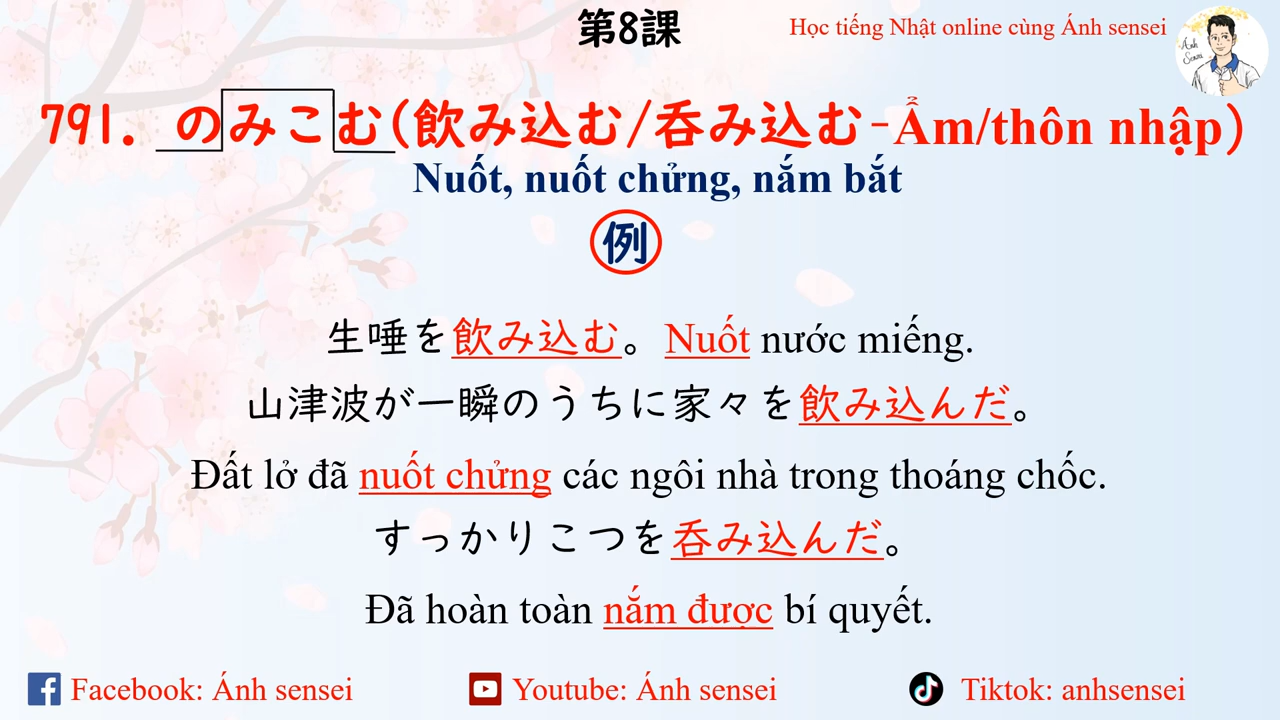 第8課
Học tiếng Nhật online cùng Ánh sensei
Ánh Sensei
791. のみこむ(飲み込む/呑み込む-Ẩm/thôn nhập)
Nuốt, nuốt chửng, nắm bắt
例
生唾を飲み込む。Nuốt nước miếng.
山津波が一瞬のうちに家々を飲み込んだ。
Đất lở đã nuốt chửng các ngôi nhà trong thoáng chốc.
すっかりこつを呑み込んだ。
Đã hoàn toàn nắm được bí quyết.
Facebook: Ánh sensei
Youtube: Ánh sensei
Tiktok: anhsensei